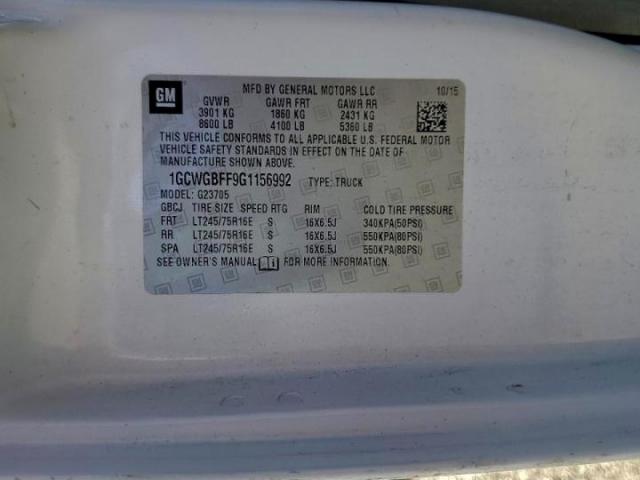 GM
MFD BY GENERAL MOTORS LLC 10/15
GVWR GAWR FRT GAWR RR
3901 KG 1860 KG 2431 KG
8600 LB 4100 LB 5360 LB
THIS VEHICLE CONFORMS TO ALL APPLICABLE U.S. FEDERAL MOTOR
VEHICLE SAFETY STANDARDS IN EFFECT ON THE DATE OF
MANUFACTURE SHOWN ABOVE.
1GCWGBFF9G1156992 TYPE: TRUCK
MODEL: G23705
GBCJ TIRE SIZE SPEED RTG RIM COLD TIRE PRESSURE
FRT LT245/75R16E S 16X6.5J 340KPA(50PSI)
RR LT245/75R16E S 16X6.5J 550KPA(80PSI)
SPA LT245/75R16E S 16X6.5J 550KPA(80PSI)
SEE OWNER'S MANUAL FOR MORE INFORMATION.